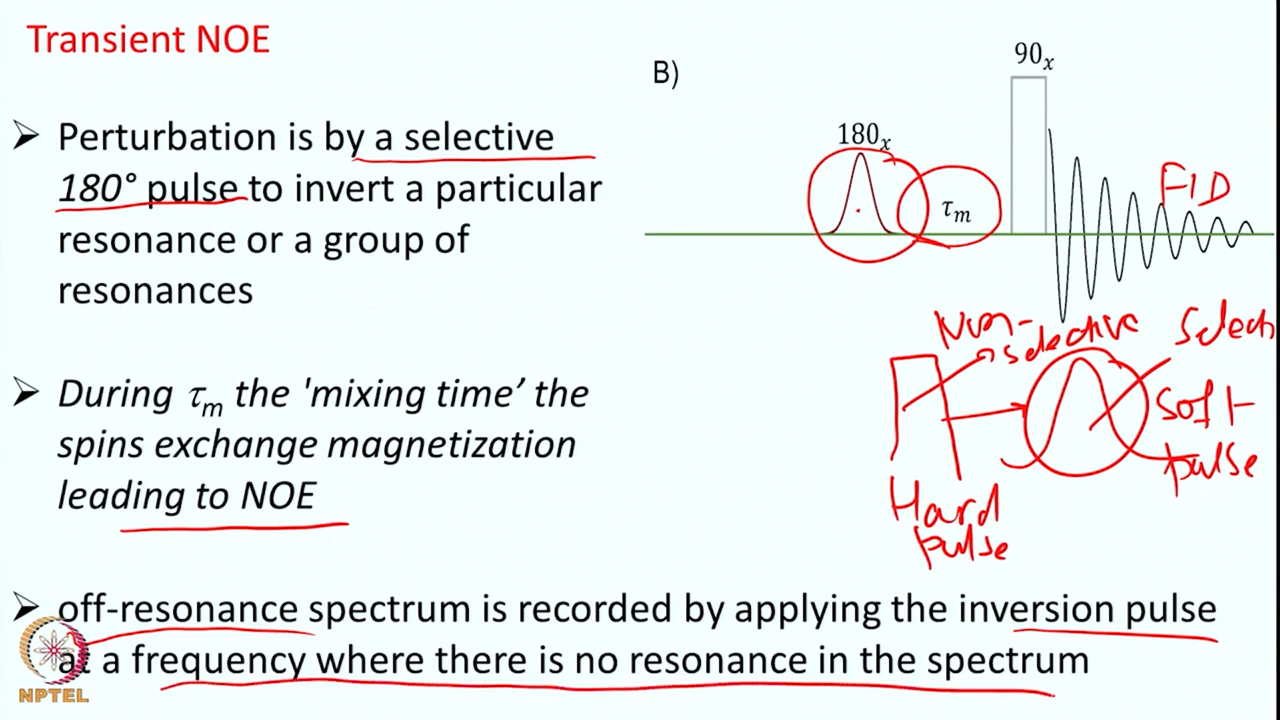 Transient NOE
➤ Perturbation is by a selective
180° pulse to invert a particular
resonance or a group of
resonances
➤ During τm the 'mixing time’ the
spins exchange magnetization
leading to NOE
B)
180x
τm
90x
FID
Non-
selective
Selecti
Soft
pulse
Hard
pulse
➤ off-resonance spectrum is recorded by applying the inversion pulse
at a frequency where there is no resonance in the spectrum
NPTEL